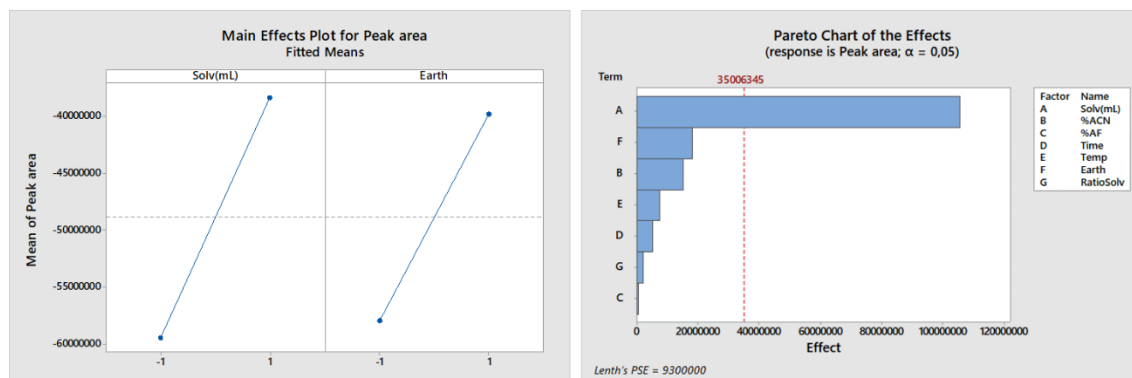 Main Effects Plot for Peak area
Fitted Means
Solv(mL) Earth
Mean of Peak area
-40000000
-45000000
-50000000
-55000000
-60000000
-1 1 -1 1
Pareto Chart of the Effects
(response is Peak area; α = 0,05)
Term
35006345
A
F
B
E
D
G
C
0 20000000 40000000 60000000 80000000 100000000 120000000
Effect
Lenth's PSE = 9300000
Factor Name
A Solv(mL)
B %ACN
C %AF
D Time
E Temp
F Earth
G RatioSolv